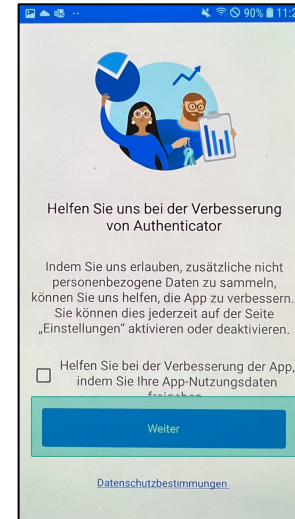 90% 11:2
Helfen Sie uns bei der Verbesserung
von Authenticator
Indem Sie uns erlauben, zusätzliche nicht
personenbezogene Daten zu sammeln,
können Sie uns helfen, die App zu verbessern.
Sie können dies jederzeit auf der Seite
„Einstellungen“ aktivieren oder deaktivieren.
Helfen Sie bei der Verbesserung der App,
indem Sie Ihre App-Nutzungsdaten
Weiter
Datenschutzbestimmungen